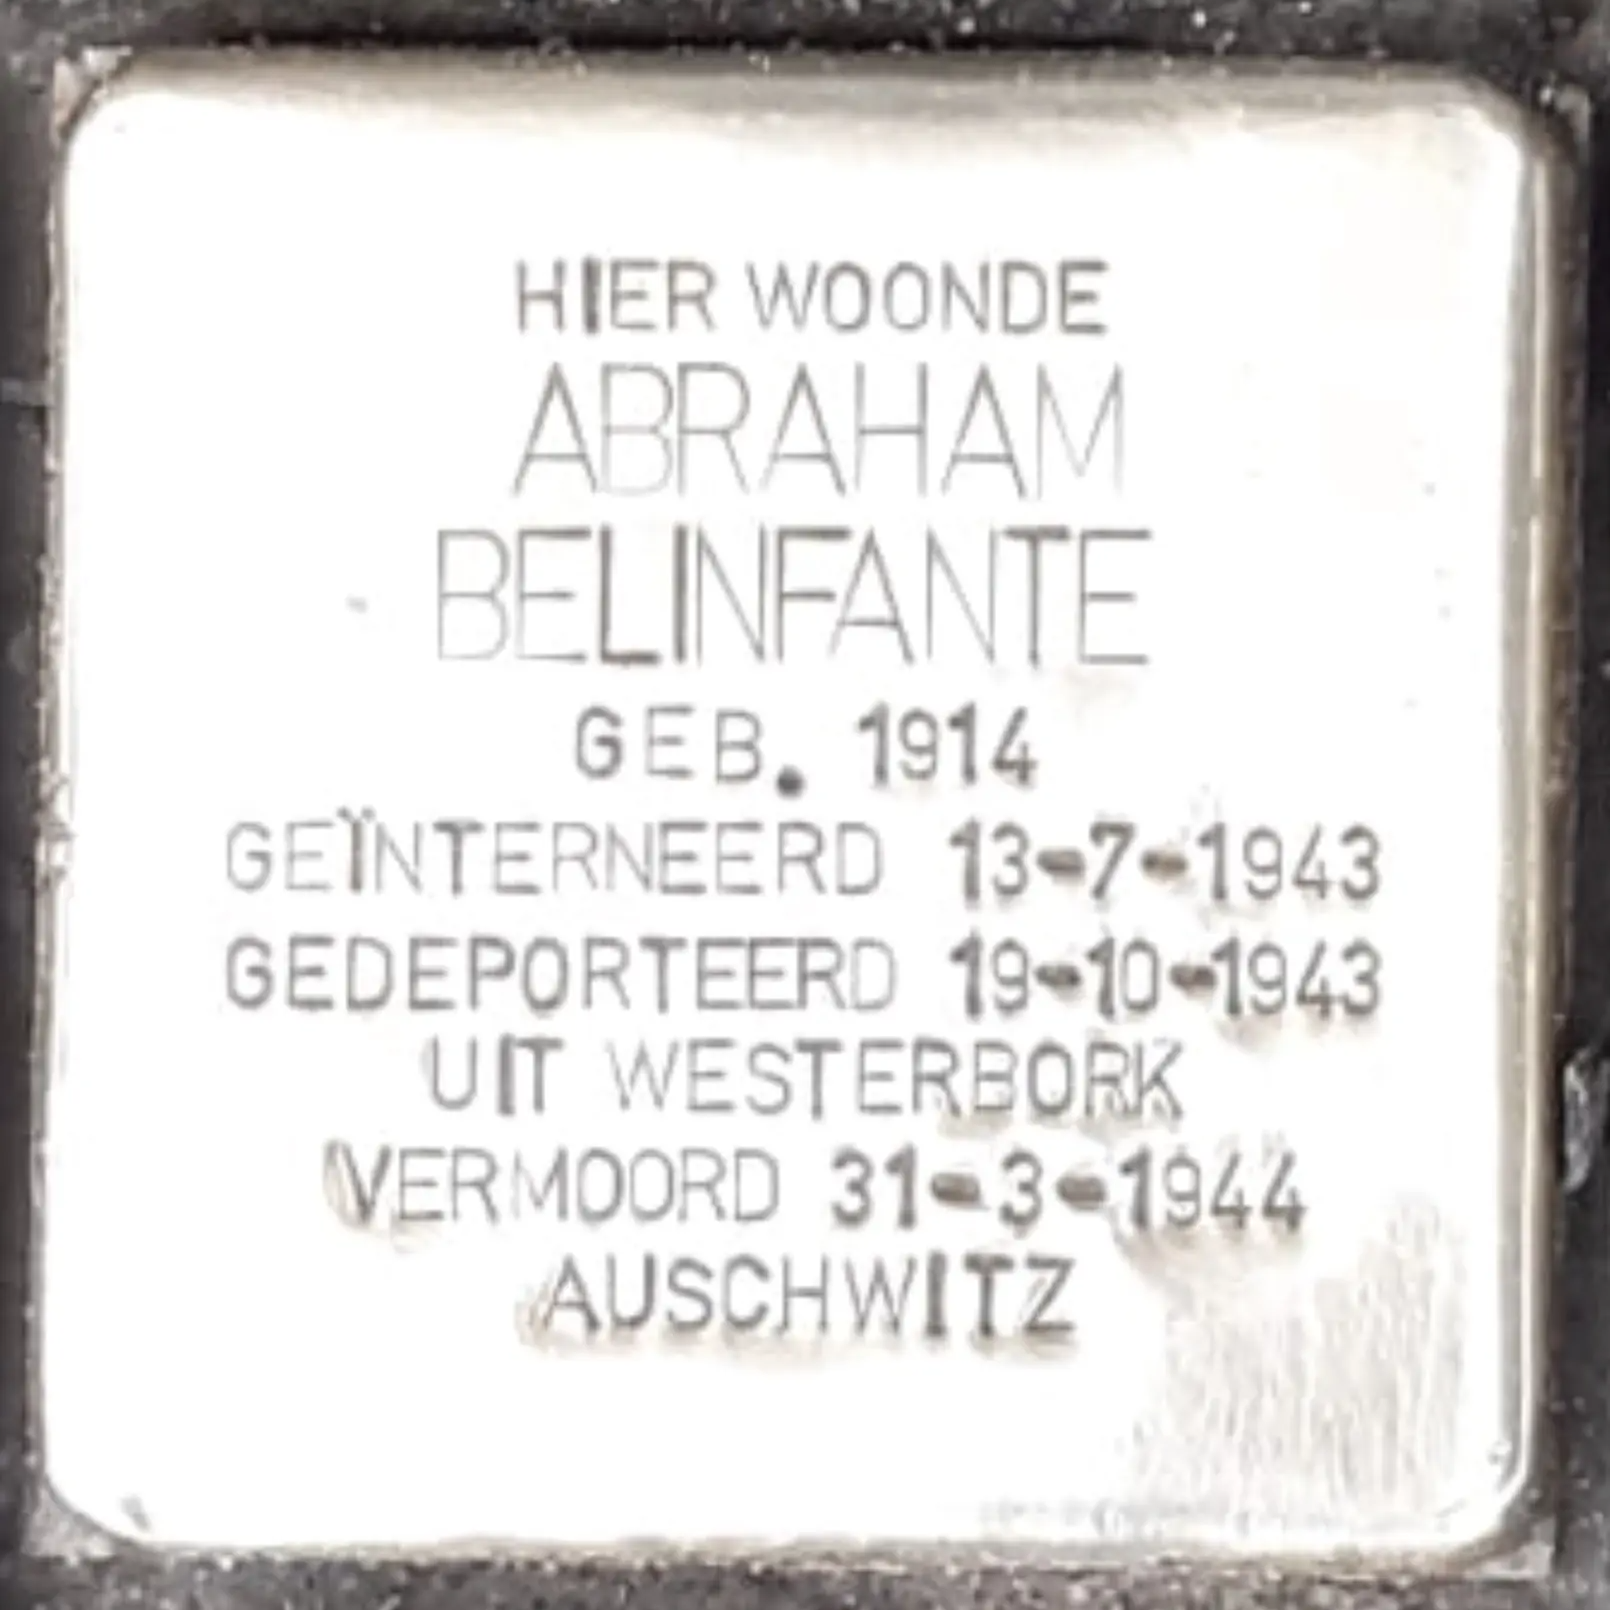 HIER WOONDE
ABRAHAM
BELINFANTE
GEB. 1914
GEÏNTERNEERD 13-7-1943
GEDEPORTEERD 19-10-1943
UIT WESTERBORK
VERMOORD 31-3-1944
AUSCHWITZ